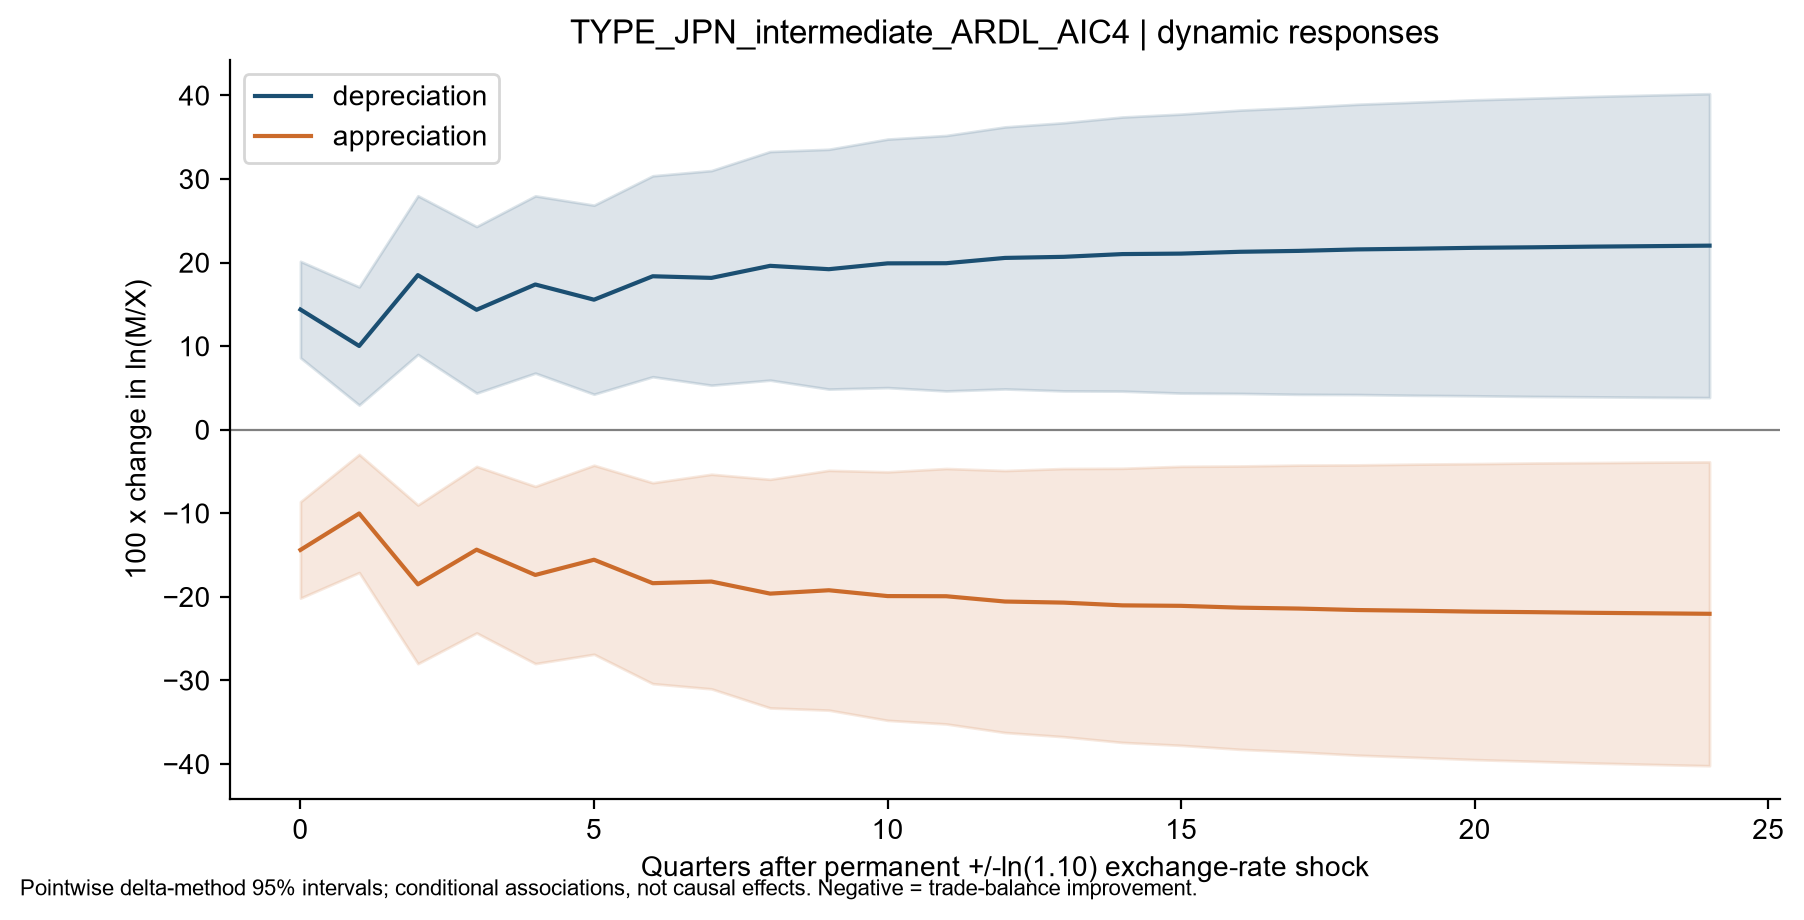 TYPE_JPN_intermediate_ARDL_AIC4 | dynamic responses
depreciation
appreciation
100 x change in ln(M/X)
40
30
20
10
0
−10
−20
−30
−40
0
5
10
15
20
25
Quarters after permanent +/-ln(1.10) exchange-rate shock
Pointwise delta-method 95% intervals; conditional associations, not causal effects. Negative = trade-balance improvement.